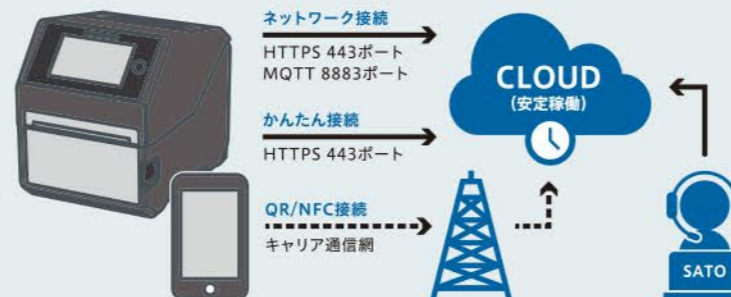 ネットワーク接続
HTTPS 443ポート
MQTT 8883ポート
かんたん接続
HTTPS 443ポート
QR/NFC接続
キャリア通信網
CLOUD
(安定稼働)
SATO